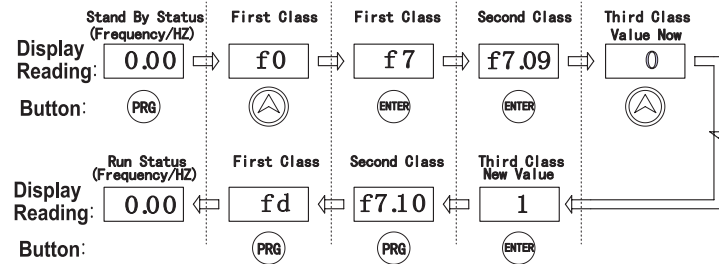 Stand By Status First Class First Class Second Class Third Class
(Frequency/HZ) Value Now
Display
Reading: 0.00 f0 f7 f7.09 0
Button: PRG ENTER ENTER
Run Status First Class Second Class Third Class
(Frequency/HZ) New Value
Display
Reading: 0.00 fd f7.10 1
Button: PRG PRG ENTER